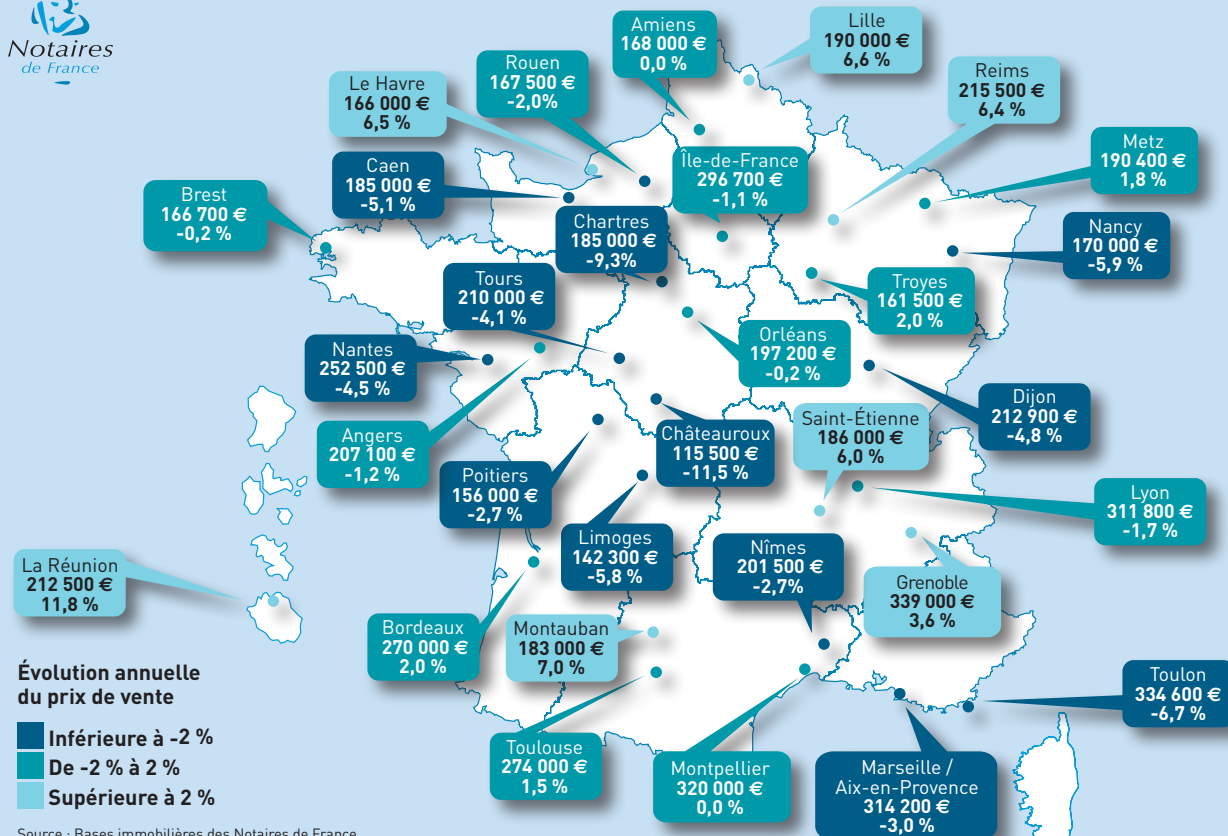 Notaires
de France
Amiens
168 000 €
0,0 %
Lille
190 000 €
6,6 %
Rouen
167 500 €
-2,0%
Le Havre
166 000 €
6,5 %
Reims
215 500 €
6,4 %
Metz
190 400 €
1,8 %
Caen
185 000 €
-5,1 %
Île-de-France
296 700 €
-1,1 %
Brest
166 700 €
-0,2 %
Chartres
185 000 €
-9,3%
Nancy
170 000 €
-5,9 %
Tours
210 000 €
-4,1 %
Troyes
161 500 €
2,0 %
Orléans
197 200 €
-0,2 %
Nantes
252 500 €
-4,5 %
Dijon
212 900 €
-4,8 %
Angers
207 100 €
-1,2 %
Châteauroux
115 500 €
-11,5 %
Saint-Étienne
186 000 €
6,0 %
Poitiers
156 000 €
-2,7 %
Lyon
311 800 €
-1,7 %
Limoges
142 300 €
-5,8 %
Nîmes
201 500 €
-2,7%
La Réunion
212 500 €
11,8 %
Grenoble
339 000 €
3,6 %
Bordeaux
270 000 €
2,0 %
Montauban
183 000 €
7,0 %
Toulon
334 600 €
-6,7 %
Toulouse
274 000 €
1,5 %
Montpellier
320 000 €
0,0 %
Marseille /
Aix-en-Provence
314 200 €
-3,0 %
Évolution annuelle
du prix de vente
Inférieure à -2 %
De -2 % à 2 %
Supérieure à 2 %
Source : Bases immobilières des Notaires de France